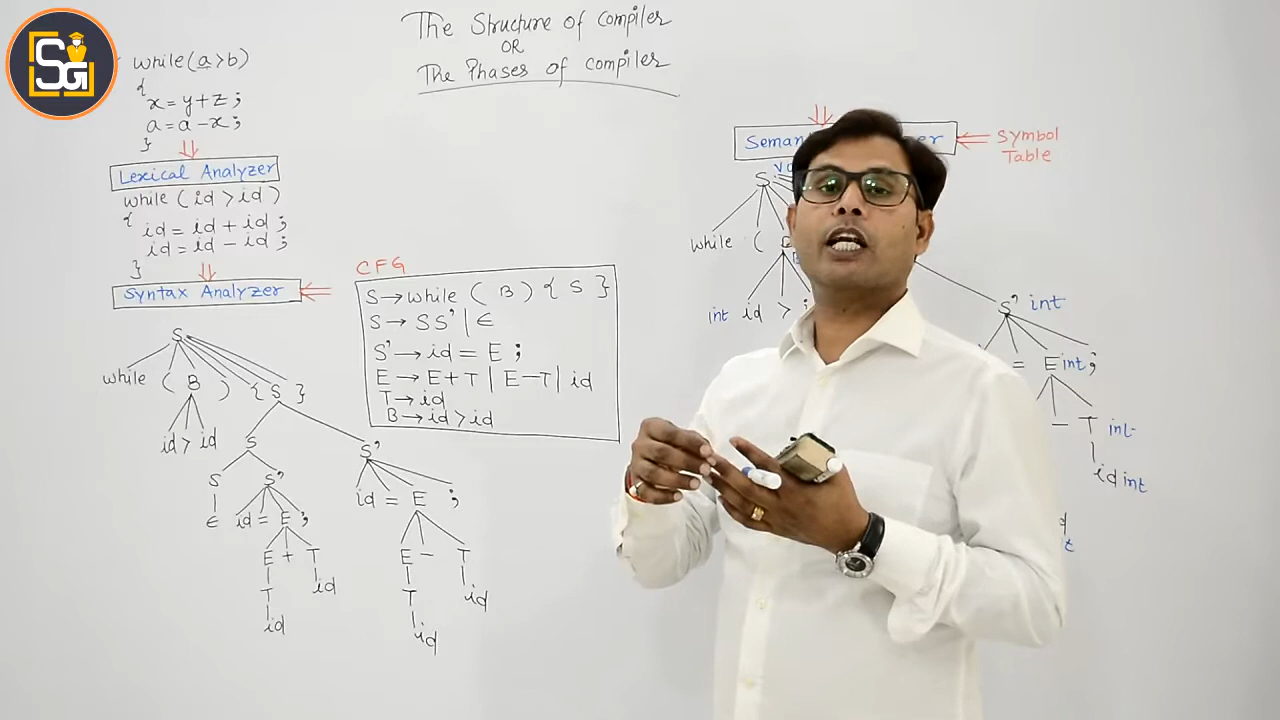 SG
The Structure of Compiler
OR
The Phases of compiler
while(a>b)
{
x=y+z;
a=a-x;
}
Lexical Analyzer
while (id > id)
{
id = id + id ;
id = id - id ;
}
Syntax Analyzer
S
while ( B ) { S }
id > id
S S'
S S' id = E ;
ϵ id = E ; E - T
E + T T id
T id id
id
CFG
S → while ( B ) { S }
S → SS' | ϵ
S' → id = E ;
E → E+T | E-T | id
T → id
B → id > id
Symbol
Table
S
while (
int id >
S' int
= E int ;
- T int
id int